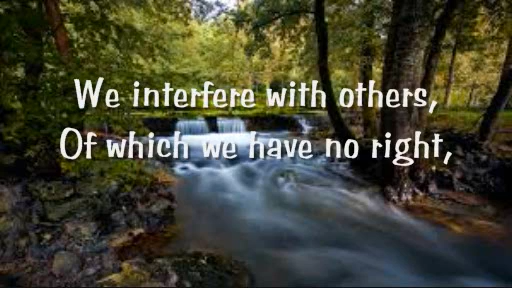 We interfere with others,
Of which we have no right,